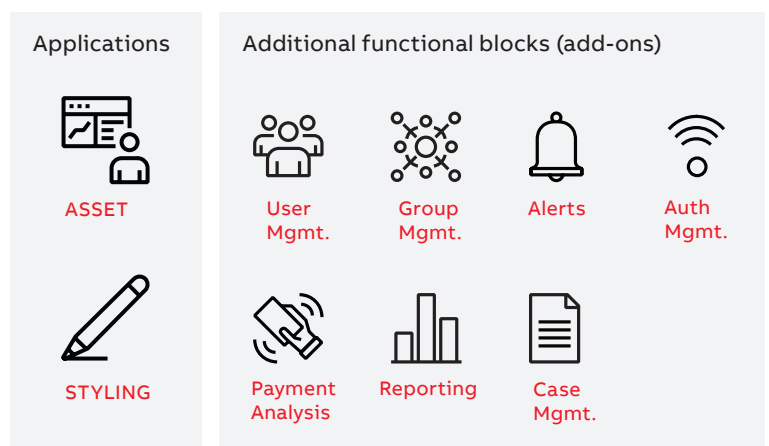 Applications
ASSET
STYLING
Additional functional blocks (add-ons)
User
Mgmt.
Group
Mgmt.
Alerts
Auth
Mgmt.
Payment
Analysis
Reporting
Case
Mgmt.